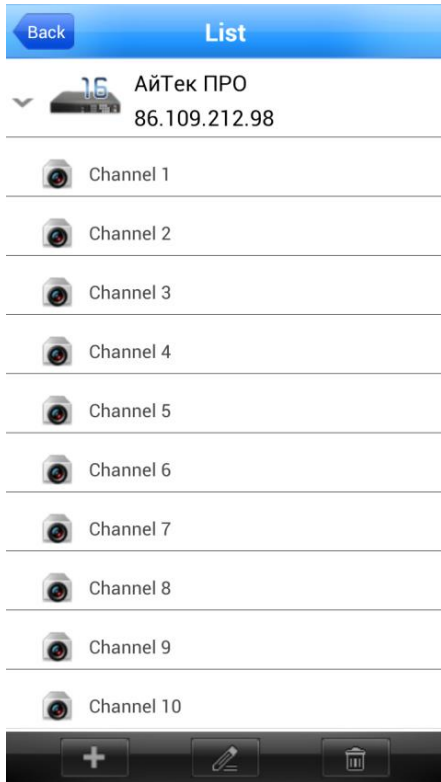 Back
List
16
АйТек ПРО
86.109.212.98
Channel 1
Channel 2
Channel 3
Channel 4
Channel 5
Channel 6
Channel 7
Channel 8
Channel 9
Channel 10